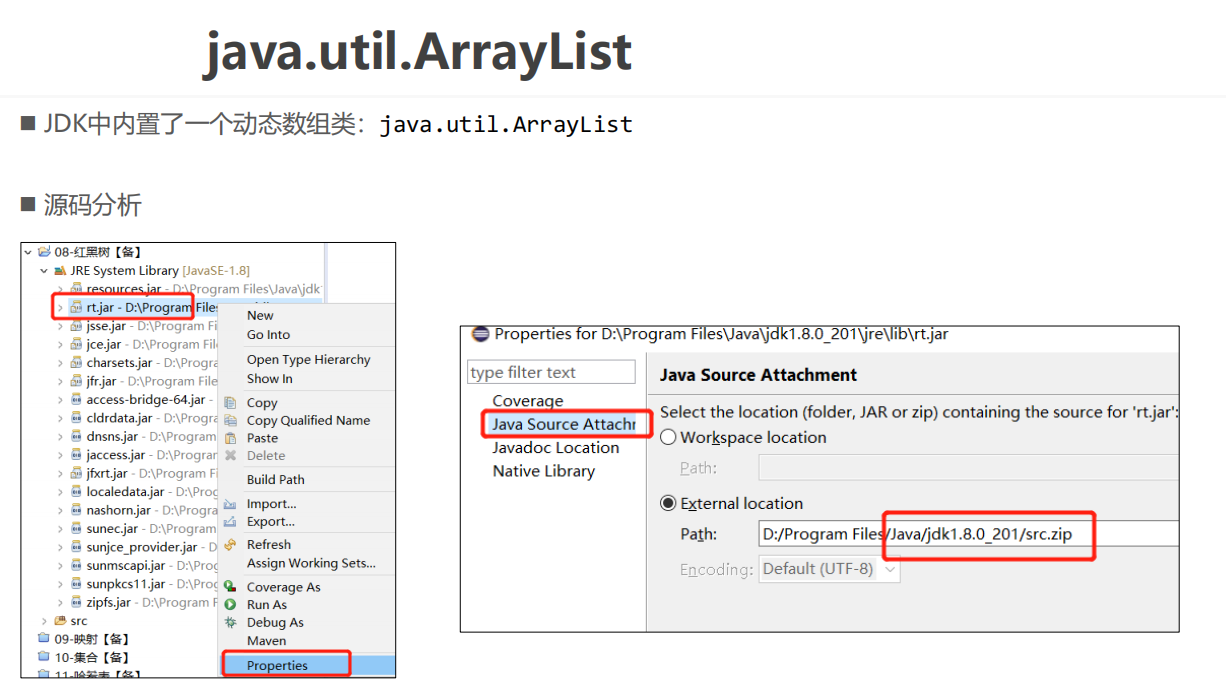 java.util.ArrayList
■ JDK中内置了一个动态数组类：java.util.ArrayList
■ 源码分析
08-红黑树【备】
JRE System Library [JavaSE-1.8]
resources.jar - D:\Program Files\Java\jdk
rt.jar - D:\Program Files
jsse.jar - D:\Program Fi
jce.jar - D:\Program File
charsets.jar - D:\Progra
jfr.jar - D:\Program File
access-bridge-64.jar -
cldrdata.jar - D:\Progra
dnsns.jar - D:\Program
jaccess.jar - D:\Program
jfxrt.jar - D:\Program F
localedata.jar - D:\Prog
nashorn.jar - D:\Progra
sunec.jar - D:\Program
sunjce_provider.jar - D
sunmscapi.jar - D:\Prog
sunpkcs11.jar - D:\Prog
zipfs.jar - D:\Program F
src
09-映射【备】
10-集合【备】
11-哈希表【备】
New
Go Into
Open Type Hierarchy
Show In
Copy
Copy Qualified Name
Paste
Delete
Build Path
Import...
Export...
Refresh
Assign Working Sets...
Coverage As
Run As
Debug As
Maven
Properties
Properties for D:\Program Files\Java\jdk1.8.0_201\jre\lib\rt.jar
type filter text
Coverage
Java Source Attachm
Javadoc Location
Native Library
Java Source Attachment
Select the location (folder, JAR or zip) containing the source for 'rt.jar':
Workspace location
Path:
External location
Path: D:/Program Files/Java/jdk1.8.0_201/src.zip
Encoding: Default (UTF-8)